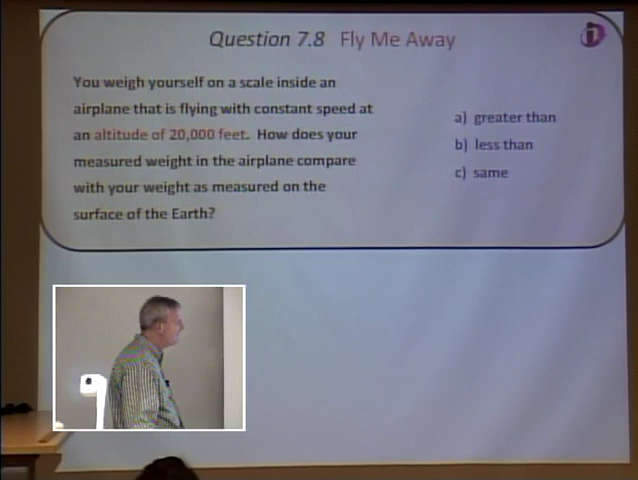 Question 7.8 Fly Me Away
You weigh yourself on a scale inside an
airplane that is flying with constant speed at
an altitude of 20,000 feet. How does your
measured weight in the airplane compare
with your weight as measured on the
surface of the Earth?
a) greater than
b) less than
c) same